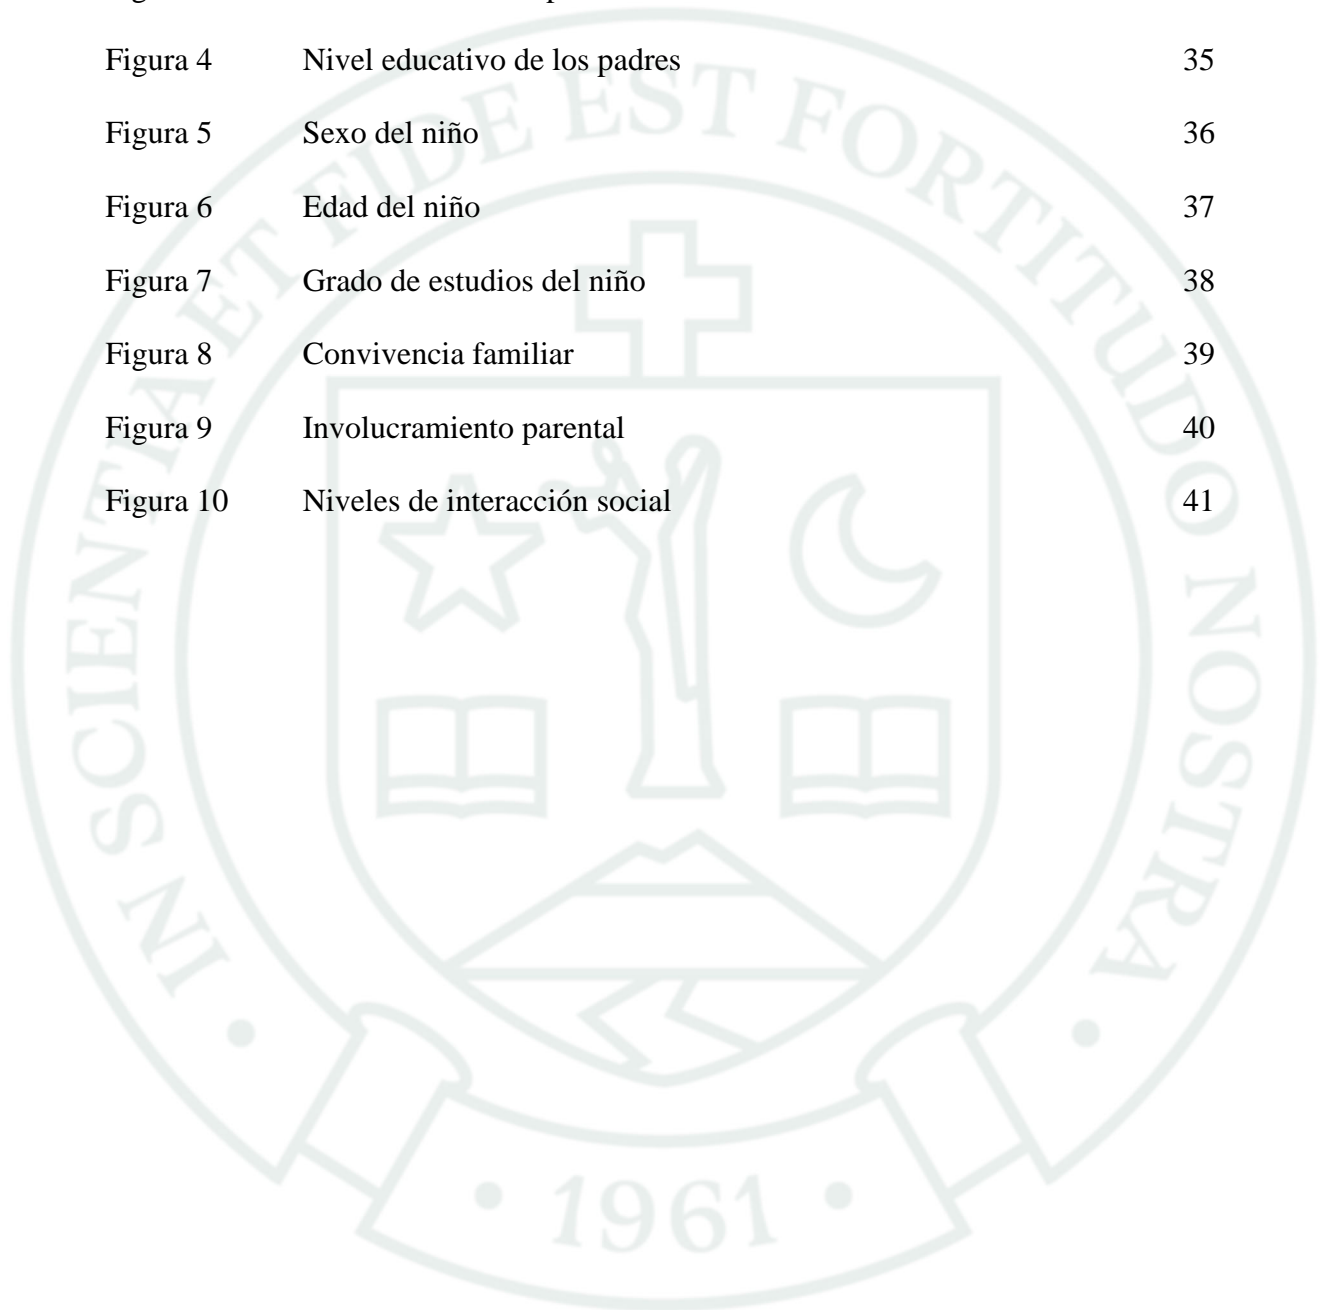 Figura 4 Nivel educativo de los padres 35
Figura 5 Sexo del niño 36
Figura 6 Edad del niño 37
Figura 7 Grado de estudios del niño 38
Figura 8 Convivencia familiar 39
Figura 9 Involucramiento parental 40
Figura 10 Niveles de interacción social 41
• IN SCIENTIA ET FIDE EST FORTITUDO NOSTRA •
• 1961 •